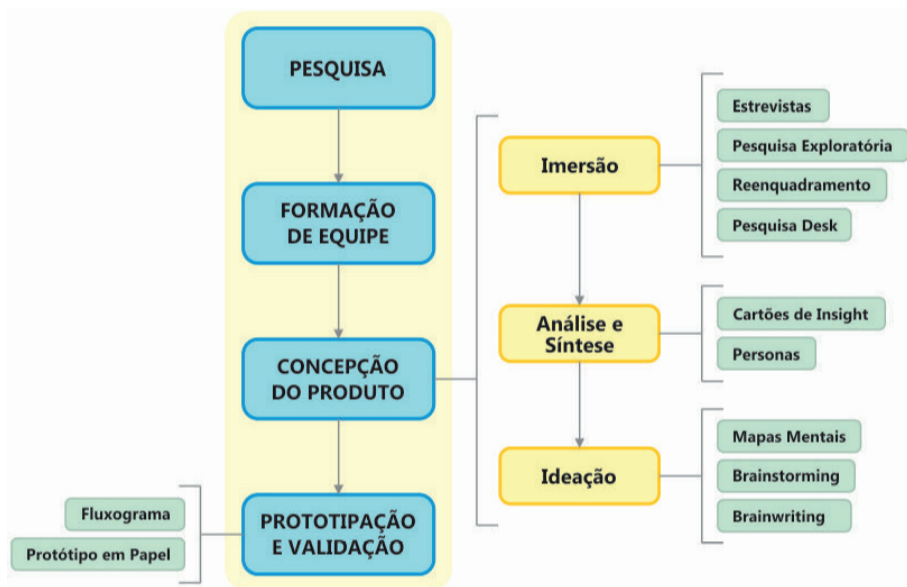 PESQUISA
FORMAÇÃO
DE EQUIPE
CONCEPÇÃO
DO PRODUTO
PROTOTIPAÇÃO
E VALIDAÇÃO
Fluxograma
Protótipo em Papel
Imersão
Estrevistas
Pesquisa Exploratória
Reenquadramento
Pesquisa Desk
Análise e
Síntese
Cartões de Insight
Personas
Ideação
Mapas Mentais
Brainstorming
Brainwriting